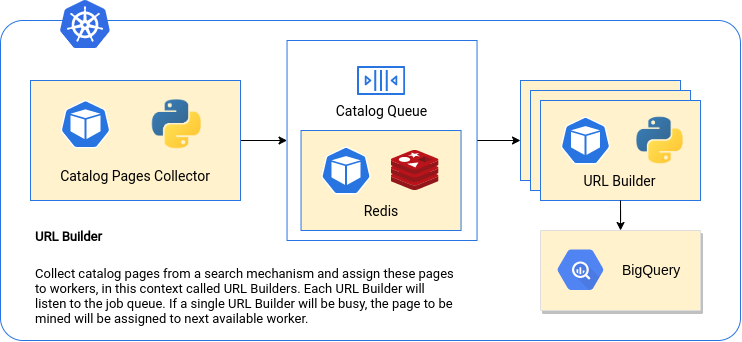 Catalog Queue
Catalog Pages Collector
Redis
URL Builder
BigQuery
URL Builder
Collect catalog pages from a search mechanism and assign these pages
to workers, in this context called URL Builders. Each URL Builder will
listen to the job queue. If a single URL Builder will be busy, the page to be
mined will be assigned to next available worker.